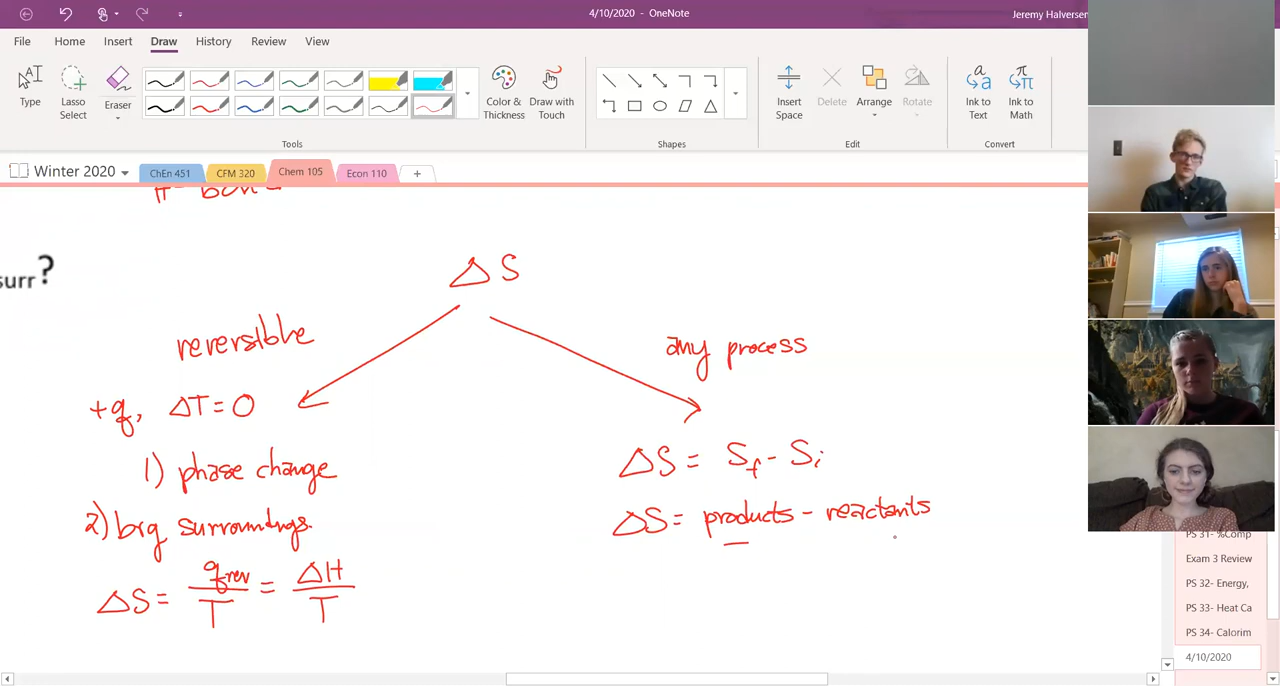 4/10/2020 - OneNote
Jeremy Halversen
File Home Insert Draw History Review View
Type
Lasso Select
Eraser
Color & Thickness
Draw with Touch
Insert Space
Delete
Arrange
Rotate
Ink to Text
Ink to Math
Tools
Shapes
Edit
Convert
Winter 2020
ChEn 451
CFM 320
Chem 105
Econ 110
+
surr?
ΔS
reversible
any process
+q, ΔT=0
ΔS = Sf - Si
1) phase change
2) big surroundings.
ΔS = products - reactants
ΔS = qrev/T = ΔH/T
PS 31- %Comp
Exam 3 Review
PS 32- Energy,
PS 33- Heat Ca
PS 34- Calorim
4/10/2020